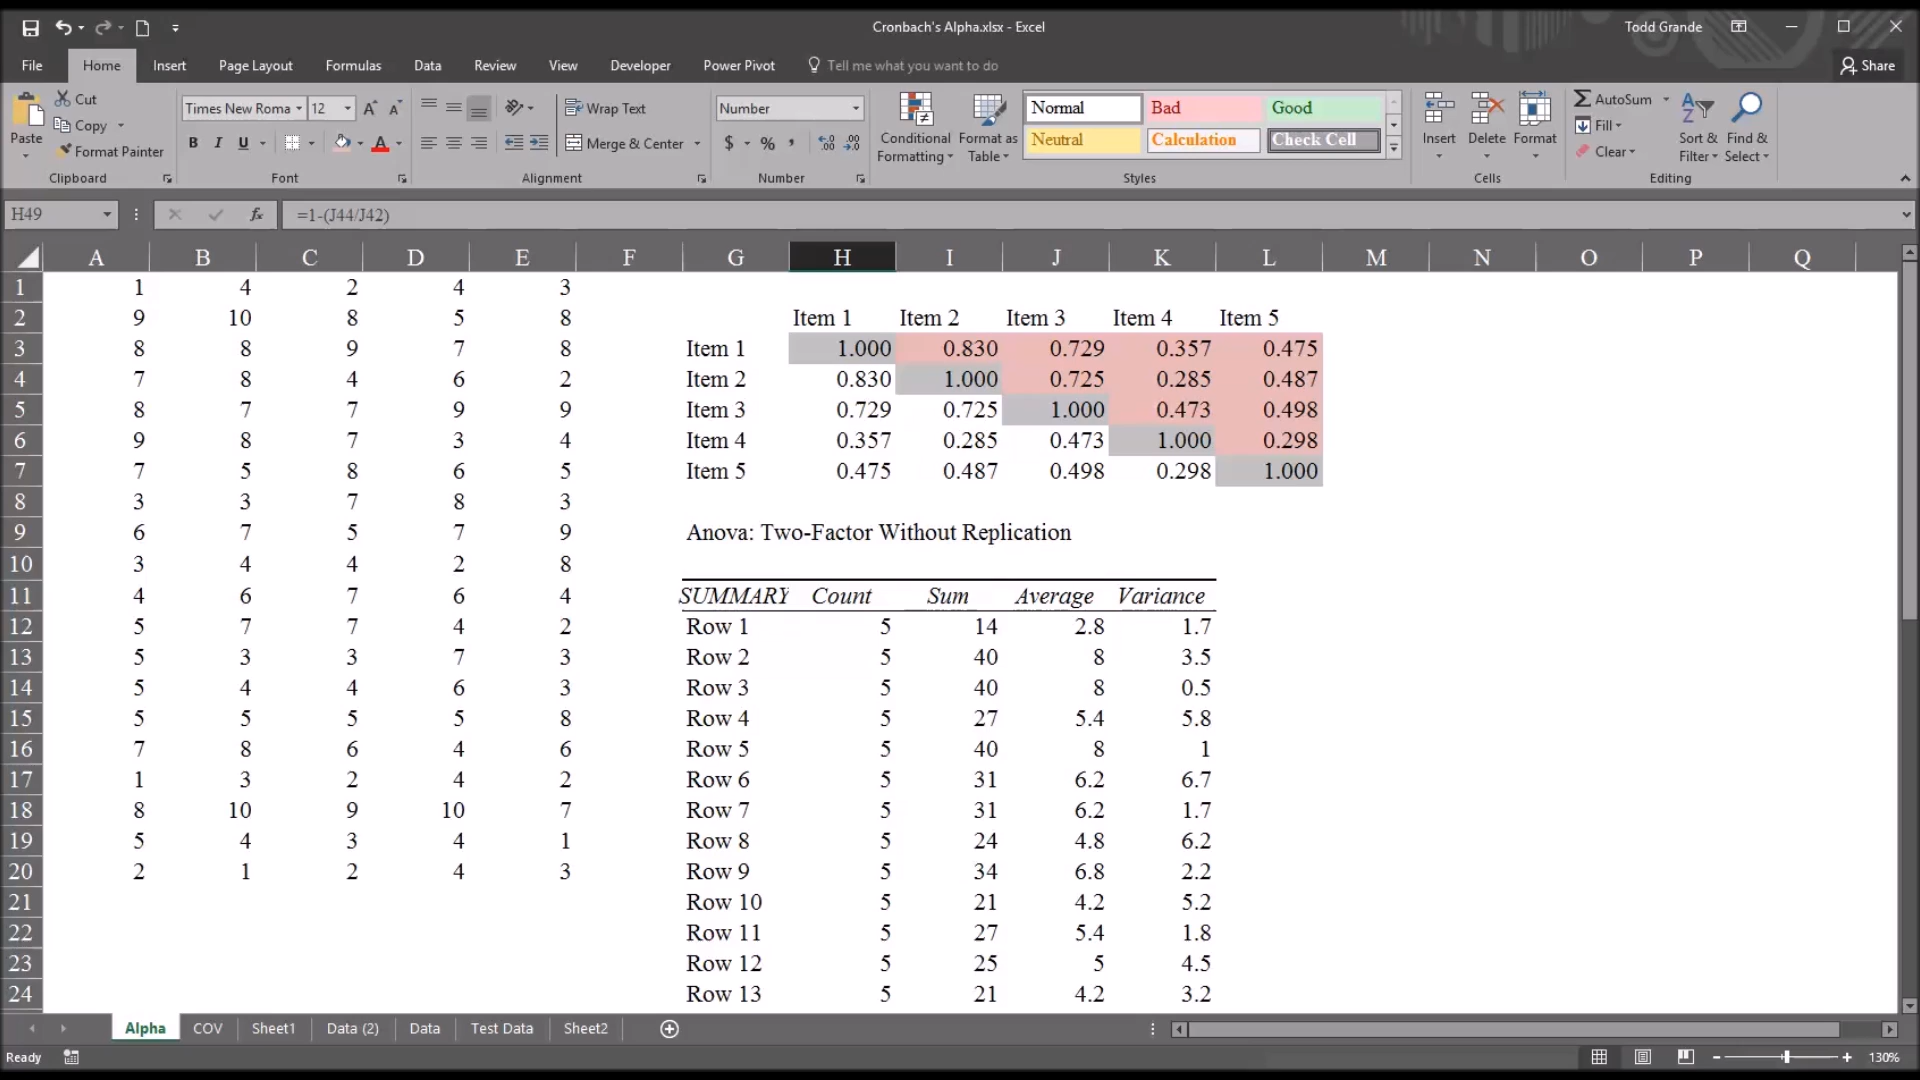 Cronbach's Alpha.xlsx - Excel
Todd Grande
File Home Insert Page Layout Formulas Data Review View Developer Power Pivot Tell me what you want to do Share
Paste
Cut
Copy
Format Painter
Clipboard
Times New Roma 12
B I U A
Font
Wrap Text
Merge & Center
Alignment
Number
$ % ,
Number
Conditional Formatting
Format as Table
Normal Bad Good
Neutral Calculation Check Cell
Styles
Insert Delete Format
Cells
AutoSum
Fill
Clear
Sort & Filter
Find & Select
Editing
H49 fx =1-(J44/J42)
A B C D E F G H I J K L M N O P Q
1 1 4 2 4 3
2 9 10 8 5 8 Item 1 Item 2 Item 3 Item 4 Item 5
3 8 8 9 7 8 Item 1 1.000 0.830 0.729 0.357 0.475
4 7 8 4 6 2 Item 2 0.830 1.000 0.725 0.285 0.487
5 8 7 7 9 9 Item 3 0.729 0.725 1.000 0.473 0.498
6 9 8 7 3 4 Item 4 0.357 0.285 0.473 1.000 0.298
7 7 5 8 6 5 Item 5 0.475 0.487 0.498 0.298 1.000
8 3 3 7 8 3
9 6 7 5 7 9 Anova: Two-Factor Without Replication
10 3 4 4 2 8
11 4 6 7 6 4 SUMMARY Count Sum Average Variance
12 5 7 7 4 2 Row 1 5 14 2.8 1.7
13 5 3 3 7 3 Row 2 5 40 8 3.5
14 5 4 4 6 3 Row 3 5 40 8 0.5
15 5 5 5 5 8 Row 4 5 27 5.4 5.8
16 7 8 6 4 6 Row 5 5 40 8 1
17 1 3 2 4 2 Row 6 5 31 6.2 6.7
18 8 10 9 10 7 Row 7 5 31 6.2 1.7
19 5 4 3 4 1 Row 8 5 24 4.8 6.2
20 2 1 2 4 3 Row 9 5 34 6.8 2.2
21 Row 10 5 21 4.2 5.2
22 Row 11 5 27 5.4 1.8
23 Row 12 5 25 5 4.5
24 Row 13 5 21 4.2 3.2
Alpha COV Sheet1 Data (2) Data Test Data Sheet2
Ready 130%